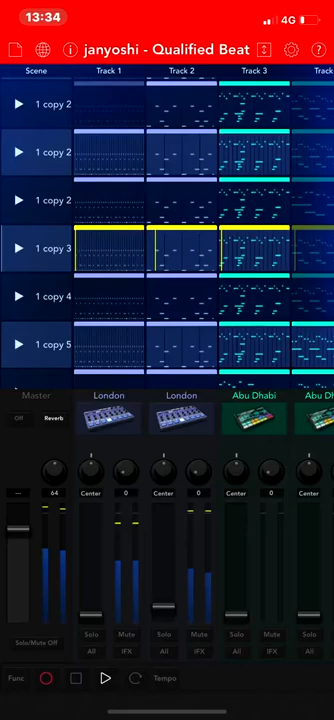 13:34
4G
janyoshi - Qualified Beat
Scene Track 1 Track 2 Track 3 Track
1 copy 2
1 copy 2
1 copy 2
1 copy 3
1 copy 4
1 copy 5
Master London London Abu Dhabi Abu Dh
Off Reverb
--- 64 Center 0 Center 0 Center 0 Center
Solo Mute Solo Mute Solo Mute Solo
Solo/Mute Off
All IFX All IFX All IFX All
Func Tempo